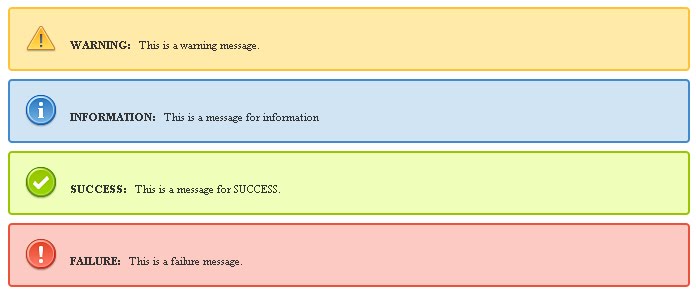 WARNING: This is a warning message.
INFORMATION: This is a message for information
SUCCESS: This is a message for SUCCESS.
FAILURE: This is a failure message.